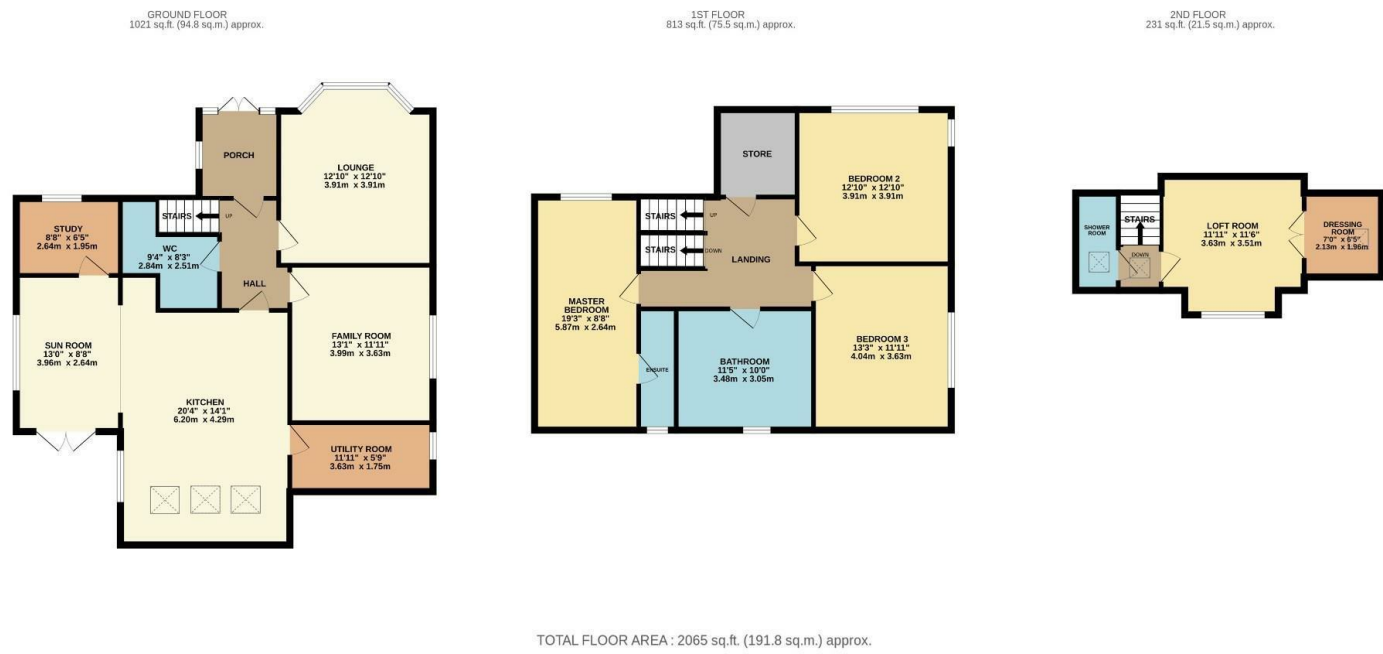 GROUND FLOOR
1021 sq.ft. (94.8 sq.m.) approx.
PORCH
LOUNGE
12'10" x 12'10"
3.91m x 3.91m
STUDY
8'8" x 6'5"
2.64m x 1.95m
STAIRS
UP
WC
9'4" x 8'3"
2.84m x 2.51m
HALL
SUN ROOM
13'0" x 8'8"
3.96m x 2.64m
FAMILY ROOM
13'1" x 11'11"
3.99m x 3.63m
KITCHEN
20'4" x 14'1"
6.20m x 4.29m
UTILITY ROOM
11'11" x 5'9"
3.63m x 1.75m
1ST FLOOR
813 sq.ft. (75.5 sq.m.) approx.
STORE
BEDROOM 2
12'10" x 12'10"
3.91m x 3.91m
STAIRS
UP
STAIRS
DOWN
LANDING
MASTER
BEDROOM
19'3" x 8'8"
5.87m x 2.64m
ENSUITE
BATHROOM
11'5" x 10'0"
3.48m x 3.05m
BEDROOM 3
13'3" x 11'11"
4.04m x 3.63m
2ND FLOOR
231 sq.ft. (21.5 sq.m.) approx.
SHOWER
ROOM
STAIRS
DOWN
LOFT ROOM
11'11" x 11'6"
3.63m x 3.51m
DRESSING
ROOM
7'0" x 6'5"
2.13m x 1.96m
TOTAL FLOOR AREA : 2065 sq.ft. (191.8 sq.m.) approx.